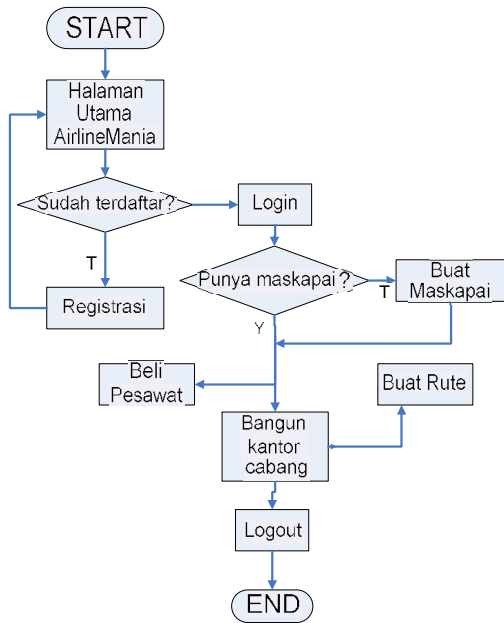 START
Halaman
Utama
AirlineMania
Sudah terdaftar?
Login
T
Punya maskapai ?
T
Buat
Maskapai
Registrasi
Y
Beli
Pesawat
Buat Rute
Bangun
kantor
cabang
Logout
END